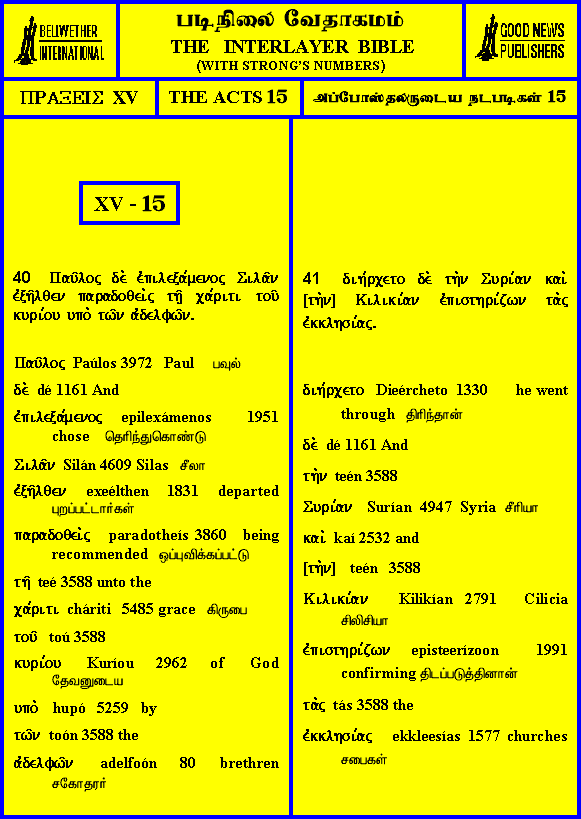 BELLWETHER
INTERNATIONAL
படிநிலை வேதாகமம்
THE INTERLAYER BIBLE
(WITH STRONG'S NUMBERS)
GOOD NEWS
PUBLISHERS
ΠΡΑΞΕΙΣ XV
THE ACTS 15
அப்போஸ்தலருடைய நடபடிகள் 15
XV - 15
40 Παῦλος δὲ ἐπιλεξάμενος Σιλᾶν
ἐξῆλθεν παραδοθεὶς τῇ χάριτι τοῦ
κυρίου υπὸ τῶν ἀδελφῶν.
Παῦλος Paúlos 3972 Paul பவுல்
δὲ dé 1161 And
ἐπιλεξάμενος epilexámenos 1951
chose தெரிந்துகொண்டு
Σιλᾶν Silán 4609 Silas சீலா
ἐξῆλθεν exeélthen 1831 departed
புறப்பட்டார்கள்
παραδοθεὶς paradotheís 3860 being
recommended ஒப்புவிக்கப்பட்டு
τῇ teé 3588 unto the
χάριτι cháriti 5485 grace கிருபை
τοῦ toú 3588
κυρίου Kuríou 2962 of God
தேவனுடைய
υπὸ hupó 5259 by
τῶν toón 3588 the
ἀδελφῶν adelfoón 80 brethren
சகோதரர்
41 διήρχετο δὲ τὴν Συρίαν καὶ
[τὴν] Κιλικίαν ἐπιστηρίζων τὰς
ἐκκλησίας.
διήρχετο Dieércheto 1330 he went
through திரிந்தான்
δὲ dé 1161 And
τὴν teén 3588
Συρίαν Surían 4947 Syria சீரியா
καὶ kaí 2532 and
[τὴν] teén 3588
Κιλικίαν Kilikían 2791 Cilicia
சிலிசியா
ἐπιστηρίζων episteerízoon 1991
confirming திடப்படுத்தினான்
τὰς tás 3588 the
ἐκκλησίας ekkleesías 1577 churches
சபைகள்